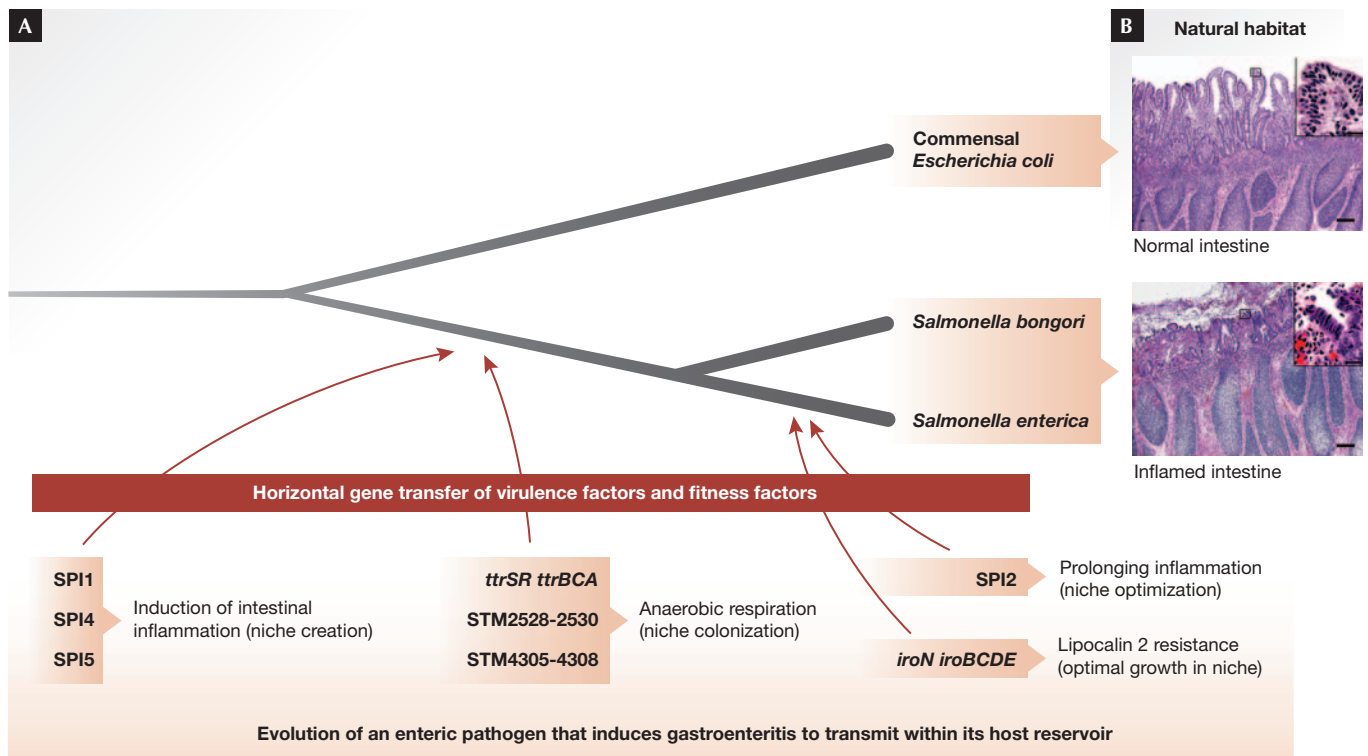 A
B
Natural habitat
Commensal
Escherichia coli
Normal intestine
Salmonella bongori
Salmonella enterica
Inflamed intestine
Horizontal gene transfer of virulence factors and fitness factors
SPI1
SPI4
SPI5
Induction of intestinal
inflammation (niche creation)
ttrSR ttrBCA
STM2528-2530
STM4305-4308
Anaerobic respiration
(niche colonization)
SPI2
Prolonging inflammation
(niche optimization)
iroN iroBCDE
Lipocalin 2 resistance
(optimal growth in niche)
Evolution of an enteric pathogen that induces gastroenteritis to transmit within its host reservoir